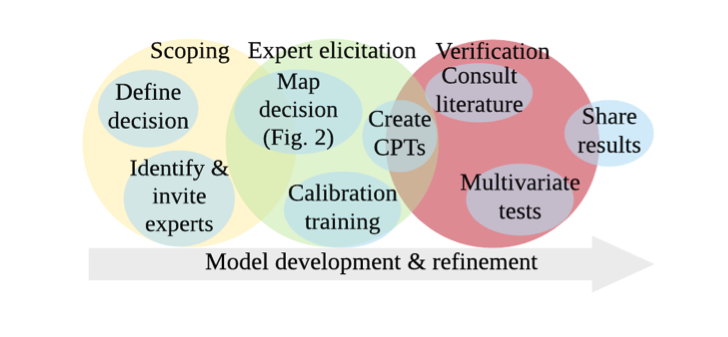 Scoping
Define
decision
Identify &
invite
experts
Expert elicitation
Map
decision
(Fig. 2)
Calibration
training
Create
CPTs
Verification
Consult
literature
Multivariate
tests
Share
results
Model development & refinement